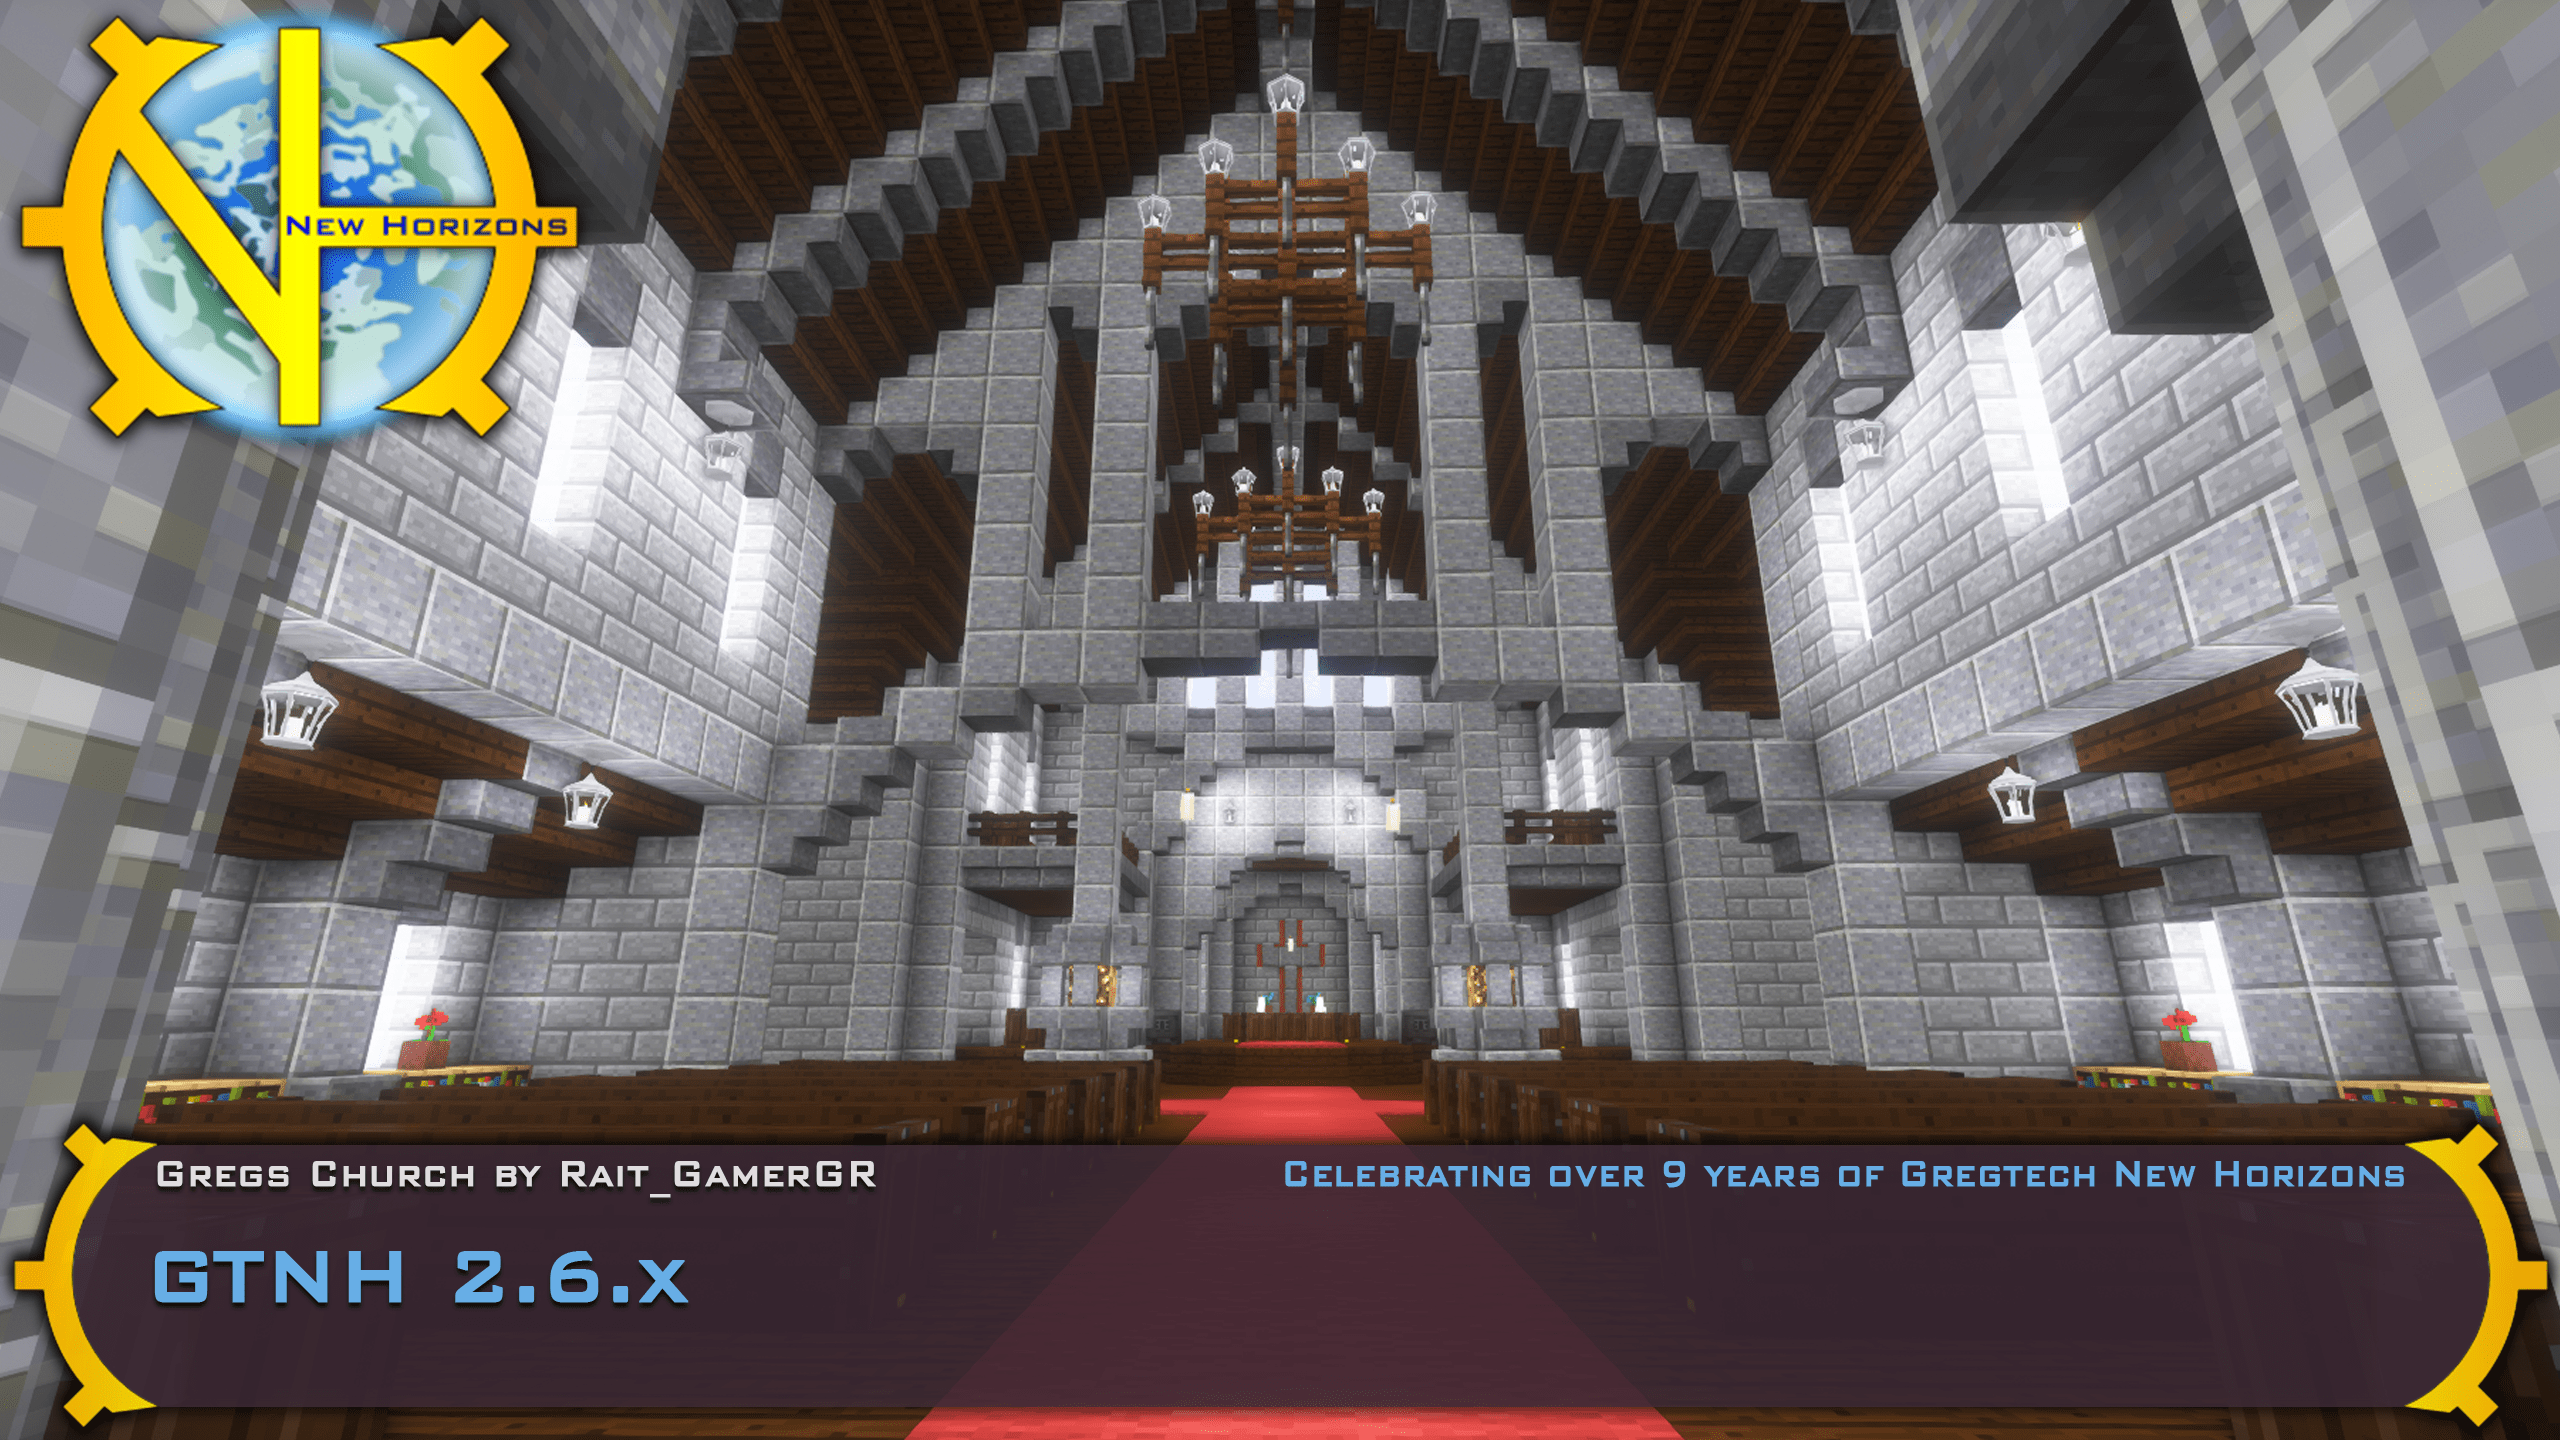 New Horizons
Gregs Church by Rait_GamerGR
Celebrating over 9 years of Gregtech New Horizons
GTNH 2.6.x